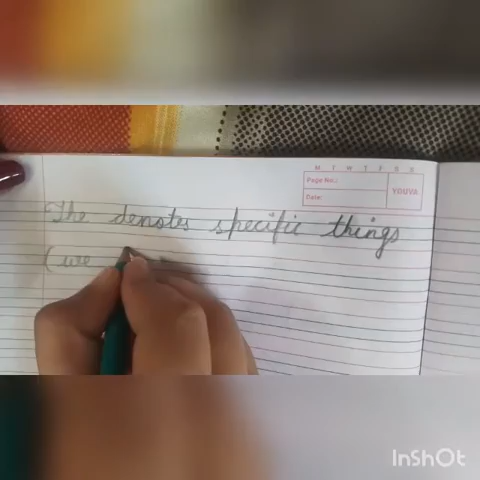 M T W T F S S
Page No.:
YOUVA
Date:
The denotes specific things
(we
InShOt